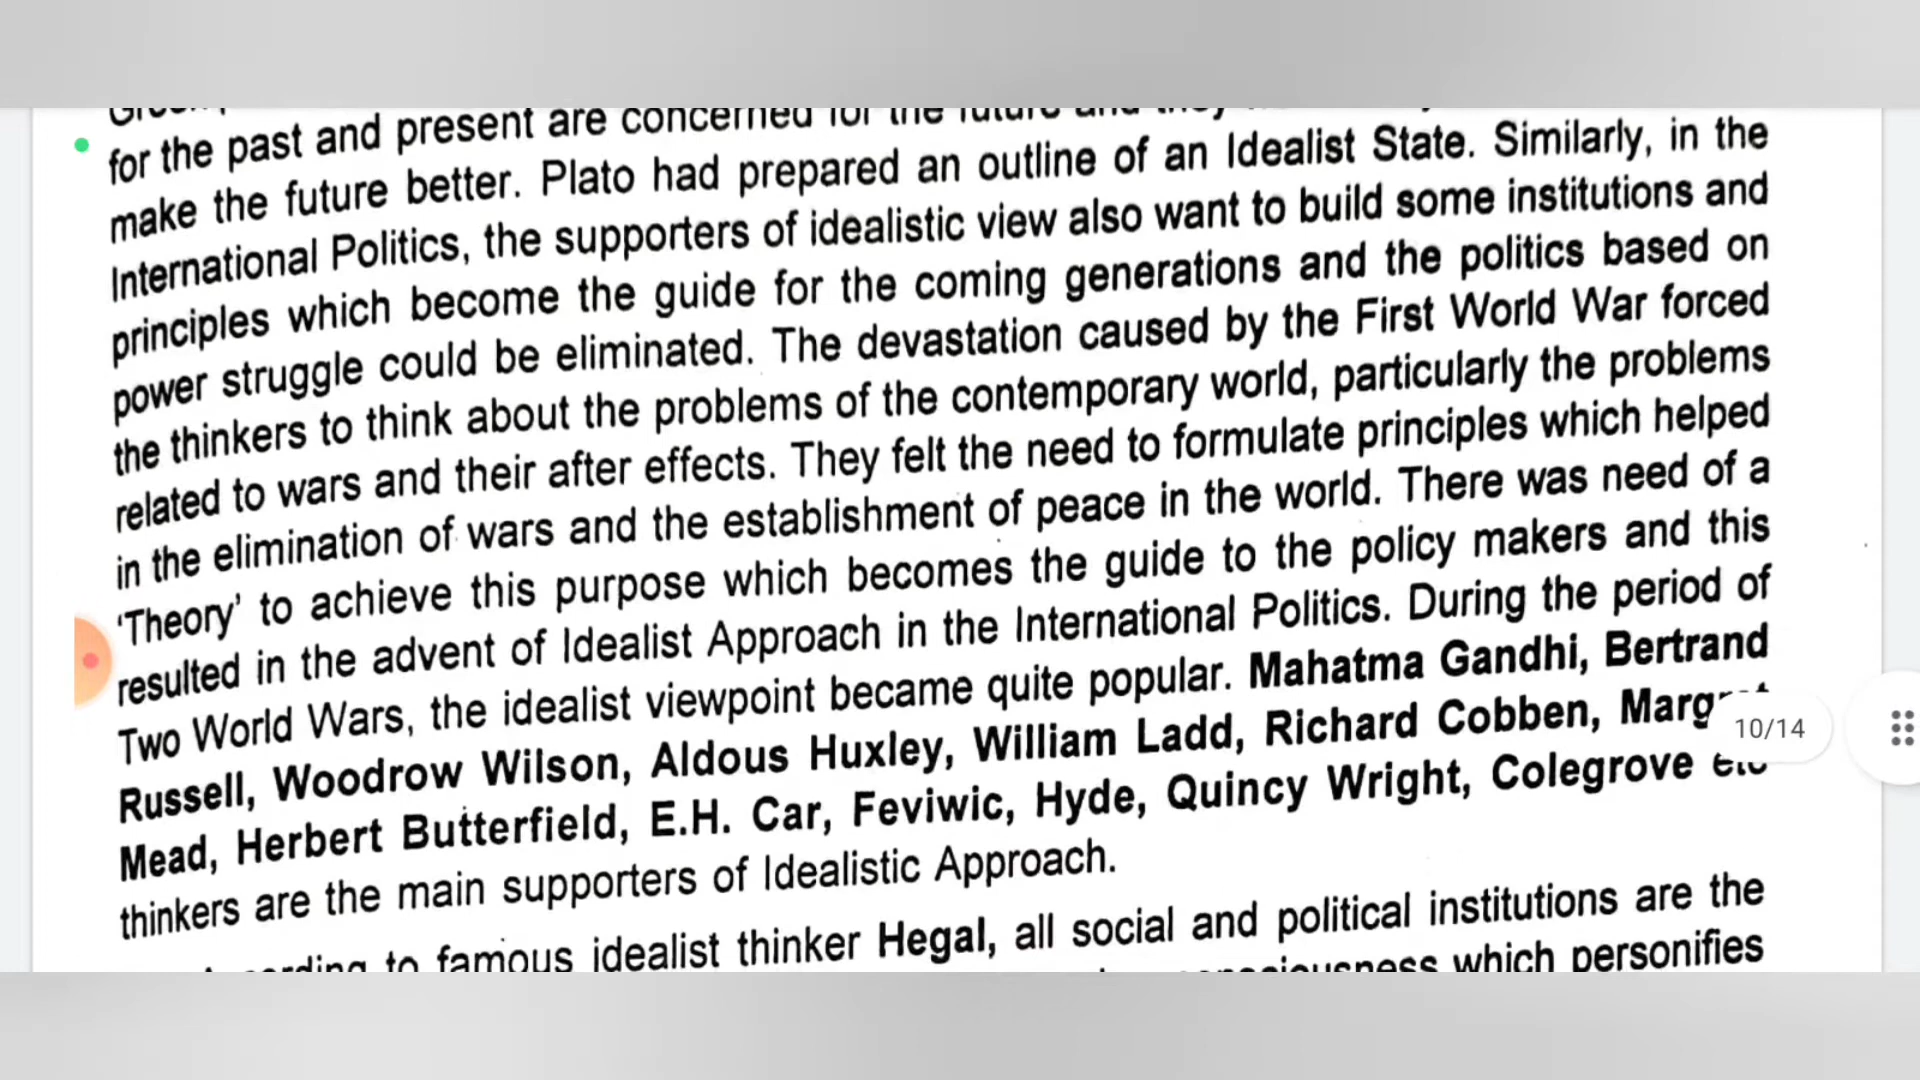 for the past and present are concerned for the future and they
make the future better. Plato had prepared an outline of an Idealist State. Similarly, in the
International Politics, the supporters of idealistic view also want to build some institutions and
principles which become the guide for the coming generations and the politics based on
power struggle could be eliminated. The devastation caused by the First World War forced
the thinkers to think about the problems of the contemporary world, particularly the problems
related to wars and their after effects. They felt the need to formulate principles which helped
in the elimination of wars and the establishment of peace in the world. There was need of a
'Theory' to achieve this purpose which becomes the guide to the policy makers and this
resulted in the advent of Idealist Approach in the International Politics. During the period of
Two World Wars, the idealist viewpoint became quite popular. Mahatma Gandhi, Bertrand
Russell, Woodrow Wilson, Aldous Huxley, William Ladd, Richard Cobben,
Mead, Herbert Butterfield, E.H. Car, Feviwic, Hyde, Quincy Wright, Colegrove etc
thinkers are the main supporters of Idealistic Approach.
to famous idealist thinker Hegal, all social and political institutions are the
which personifies
10/14